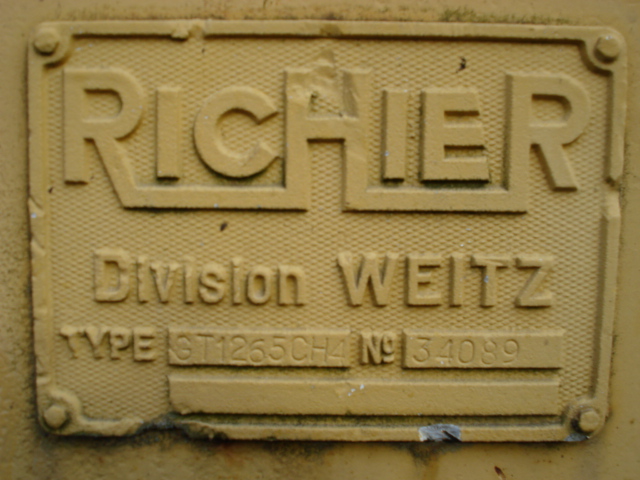 RICHIER
Division WEITZ
TYPE GT1265CH4 Nº 34089